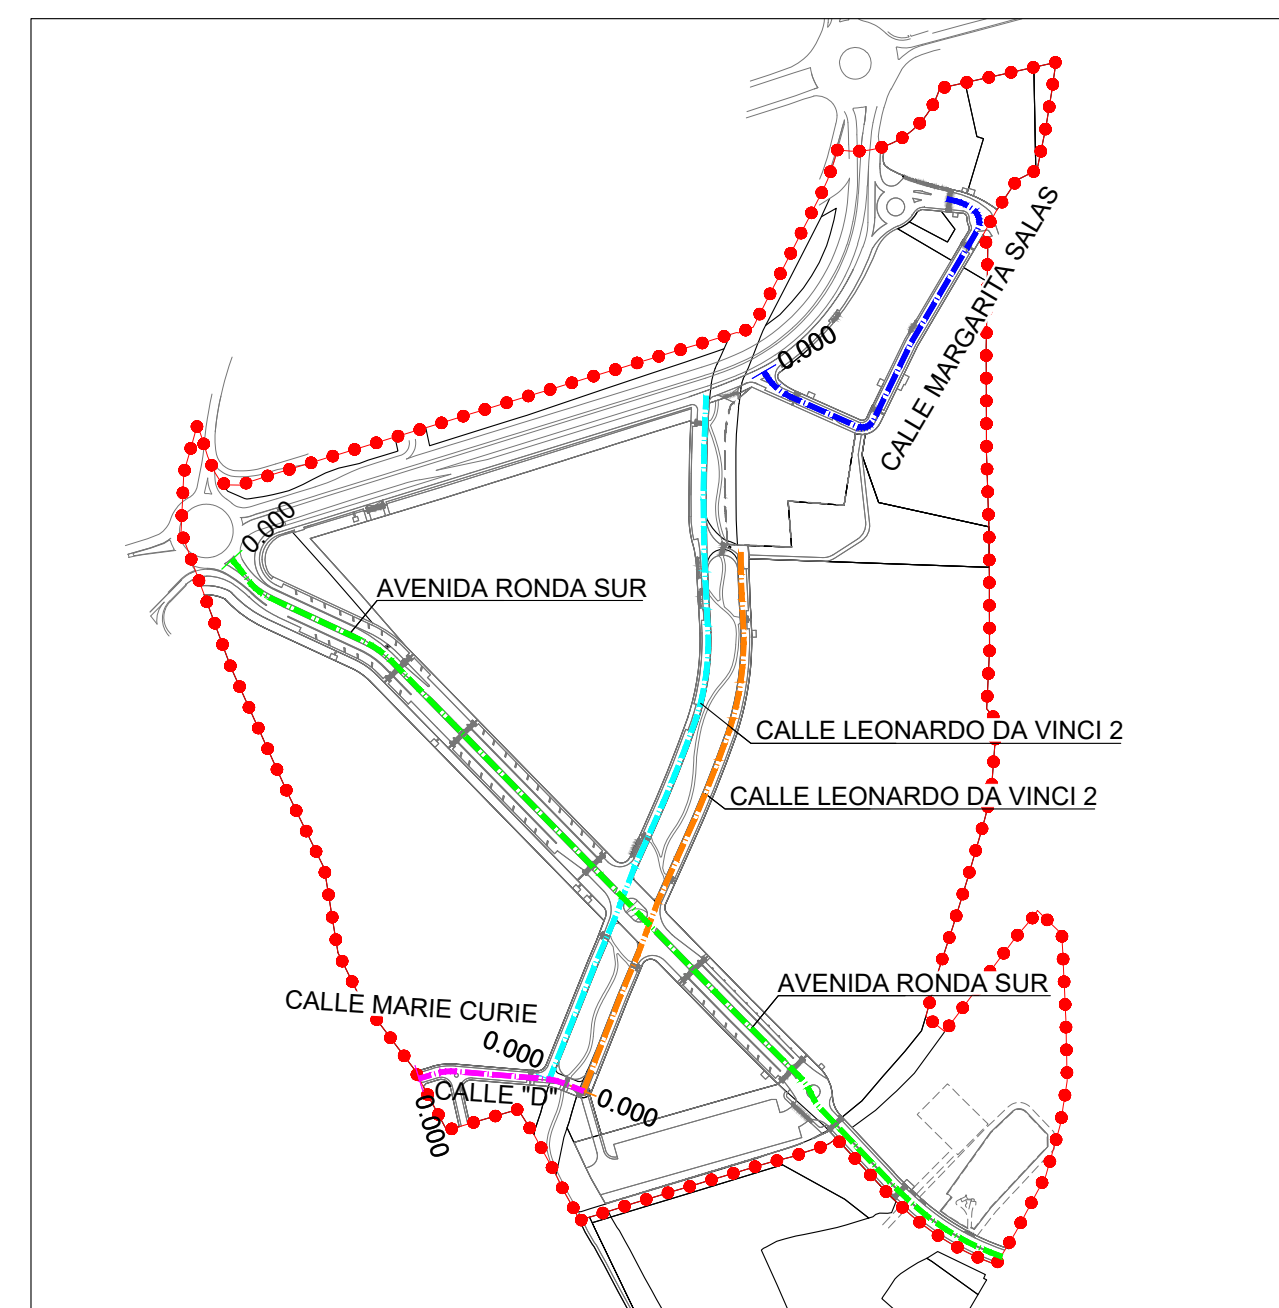 CALLE MARGARITA SALAS
0.000
0.000
AVENIDA RONDA SUR
CALLE LEONARDO DA VINCI 2
CALLE LEONARDO DA VINCI 2
AVENIDA RONDA SUR
CALLE MARIE CURIE
0.000
CALLE "D"
0.000
0.000